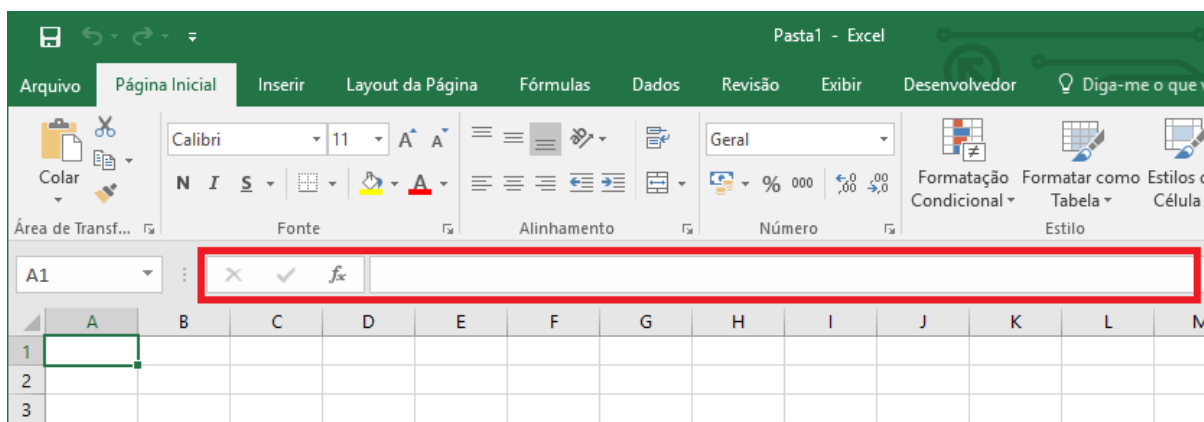 Pasta1 - Excel
Arquivo Página Inicial Inserir Layout da Página Fórmulas Dados Revisão Exibir Desenvolvedor Diga-me o que
Calibri 11 A A Geral
Colar N I S A % 000 Formatação Condicional Formatar como Tabela Estilos Célula
Área de Transf... Fonte Alinhamento Número Estilo
A1 fx
A B C D E F G H I J K L
1
2
3